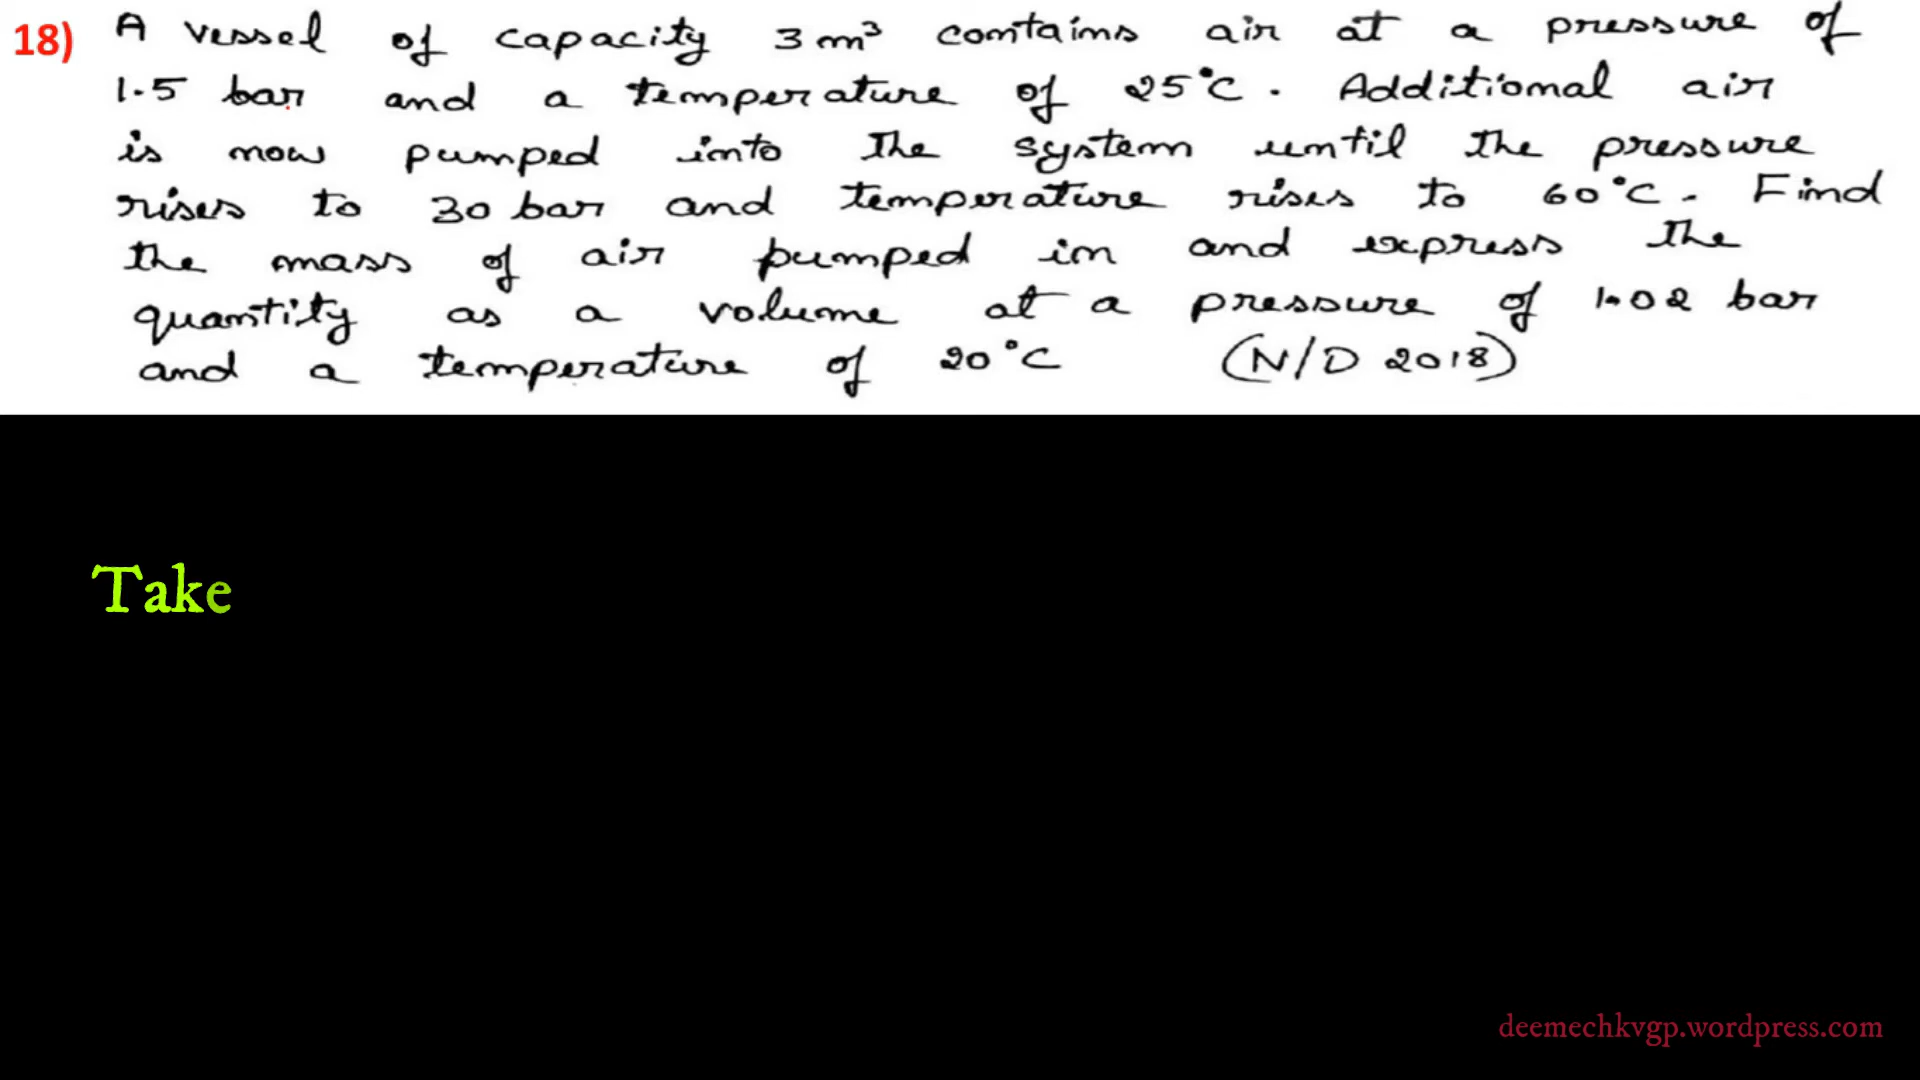 18) A vessel of capacity 3 m³ contains air at a pressure of
1.5 bar and a temperature of 25°C. Additional air
is now pumped into the system until the pressure
rises to 30 bar and temperature rises to 60°C. Find
the mass of air pumped in and express the
quantity as a volume at a pressure of 1.02 bar
and a temperature of 20°C (N/D 2018)
Take
deemechkvgp.wordpress.com